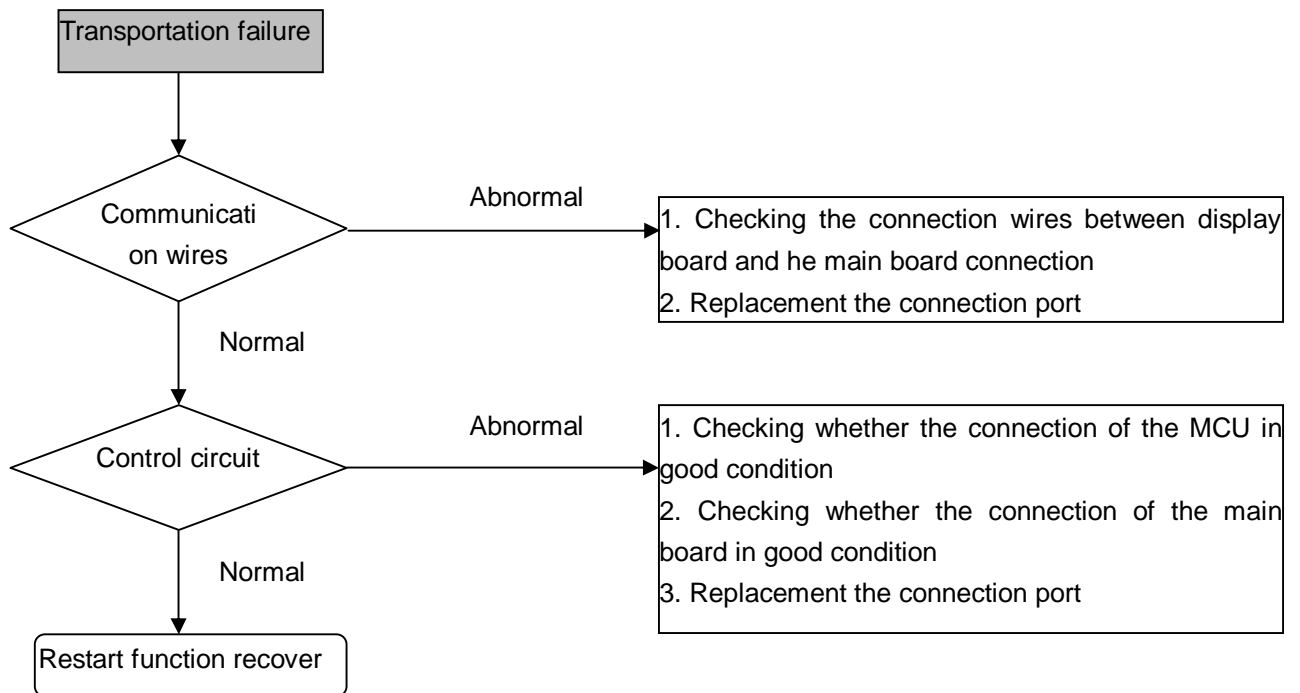 Transportation failure
Communicati
on wires
Abnormal
1. Checking the connection wires between display
board and he main board connection
2. Replacement the connection port
Normal
Control circuit
Abnormal
1. Checking whether the connection of the MCU in
good condition
2. Checking whether the connection of the main
board in good condition
3. Replacement the connection port
Normal
Restart function recover